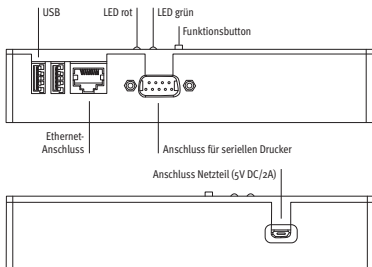 USB
LED rot
LED grün
Funktionsbutton
Ethernet-
Anschluss
Anschluss für seriellen Drucker
Anschluss Netzteil (5V DC/2A)